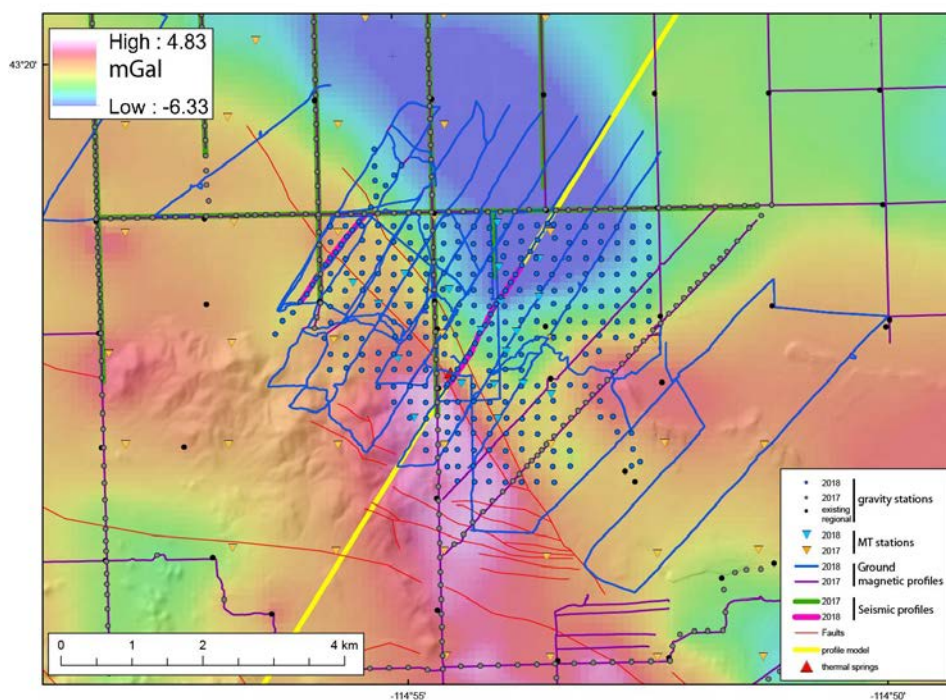 High : 4.83
mGal
Low : -6.33
43°20'
2018
2017
existing
regional
gravity stations
2018
2017
MT stations
2018
2017
Ground
magnetic profiles
2017
2018
Seismic profiles
Faults
profile model
thermal springs
0 1 2 4 km
-114°55' -114°50'